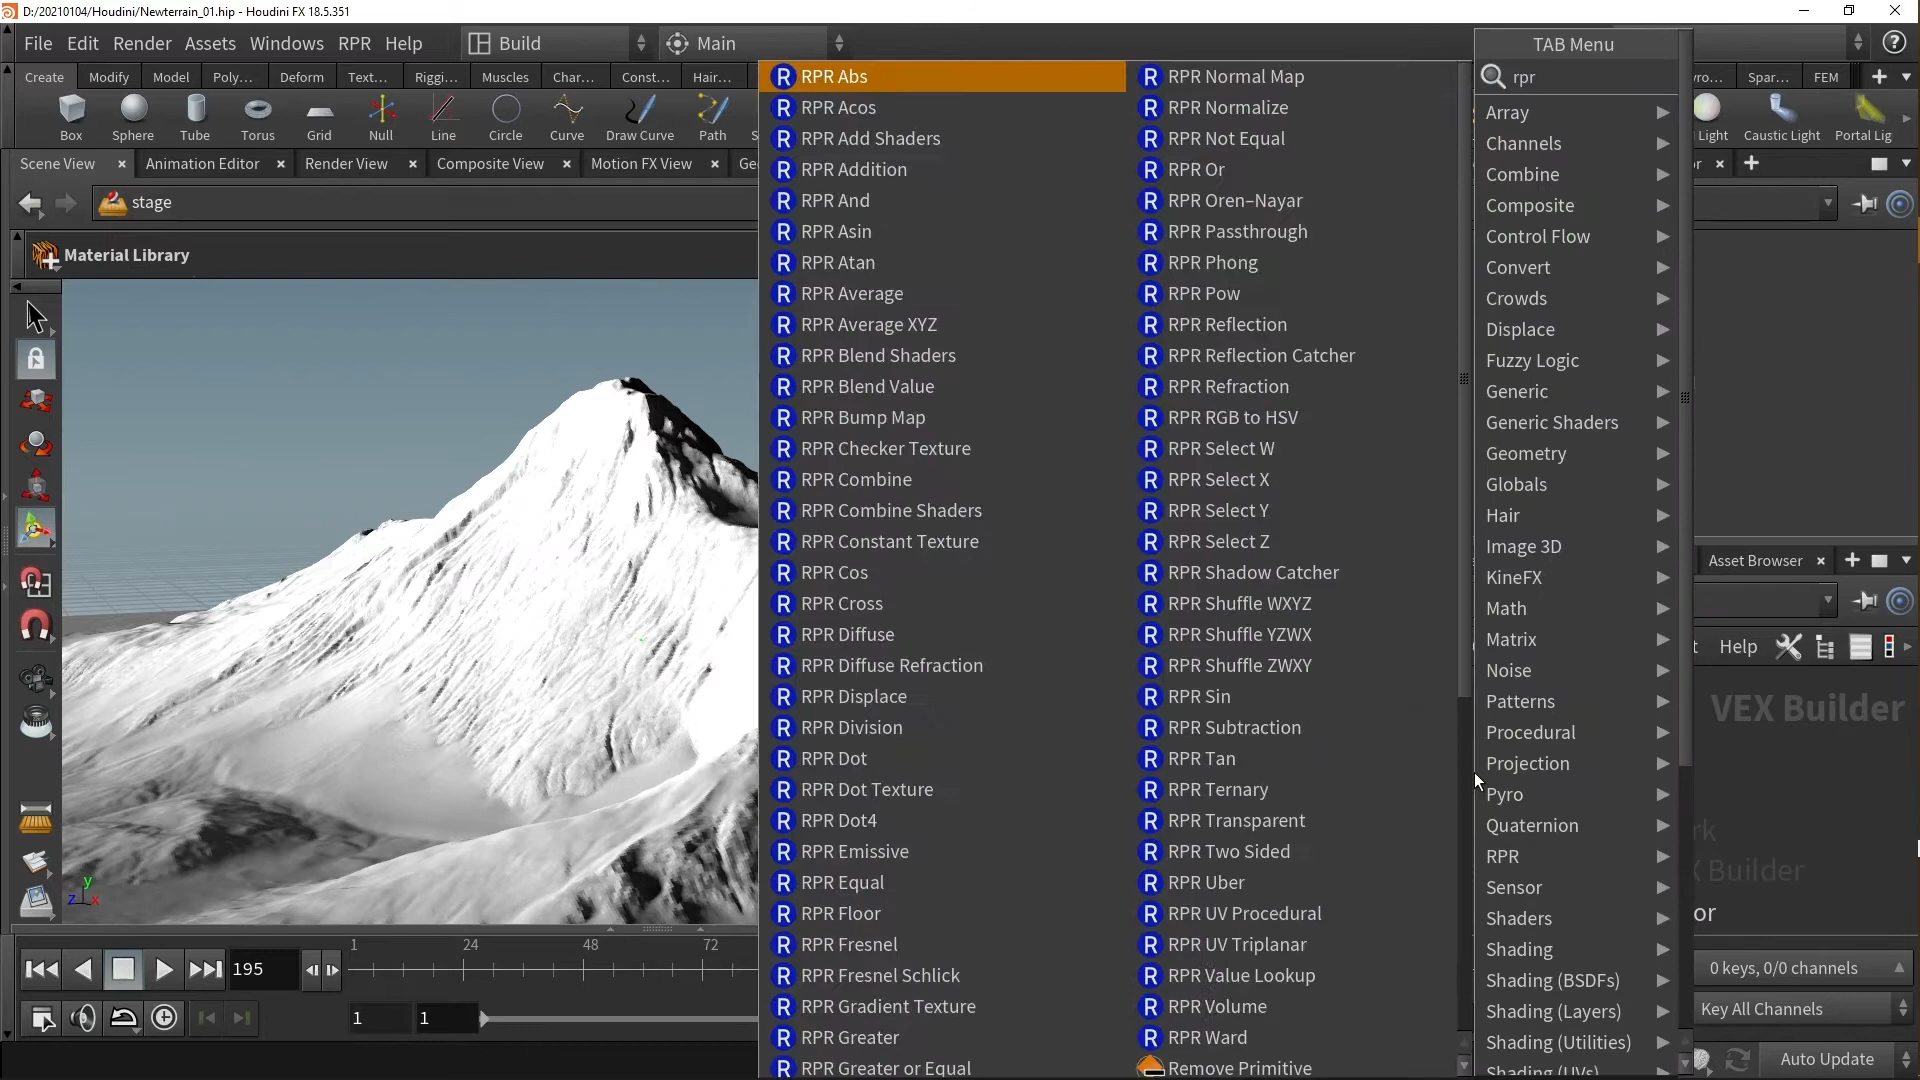 D:/20210104/Houdini/Newterrain_01.hip - Houdini FX 18.5.351
File Edit Render Assets Windows RPR Help Build Main
Create Modify Model Poly... Deform Text... Riggi... Muscles Char... Const... Hair...
Box Sphere Tube Torus Grid Null Line Circle Curve Draw Curve Path
Scene View Animation Editor Render View Composite View Motion FX View
stage
Material Library
RPR Abs
RPR Acos
RPR Add Shaders
RPR Addition
RPR And
RPR Asin
RPR Atan
RPR Average
RPR Average XYZ
RPR Blend Shaders
RPR Blend Value
RPR Bump Map
RPR Checker Texture
RPR Combine
RPR Combine Shaders
RPR Constant Texture
RPR Cos
RPR Cross
RPR Diffuse
RPR Diffuse Refraction
RPR Displace
RPR Division
RPR Dot
RPR Dot Texture
RPR Dot4
RPR Emissive
RPR Equal
RPR Floor
RPR Fresnel
RPR Fresnel Schlick
RPR Gradient Texture
RPR Greater
RPR Greater or Equal
RPR Normal Map
RPR Normalize
RPR Not Equal
RPR Or
RPR Oren-Nayar
RPR Passthrough
RPR Phong
RPR Pow
RPR Reflection
RPR Reflection Catcher
RPR Refraction
RPR RGB to HSV
RPR Select W
RPR Select X
RPR Select Y
RPR Select Z
RPR Shadow Catcher
RPR Shuffle WXYZ
RPR Shuffle YZWX
RPR Shuffle ZWXY
RPR Sin
RPR Subtraction
RPR Tan
RPR Ternary
RPR Transparent
RPR Two Sided
RPR Uber
RPR UV Procedural
RPR UV Triplanar
RPR Value Lookup
RPR Volume
RPR Ward
Remove Primitive
TAB Menu
rpr
Array
Channels
Combine
Composite
Control Flow
Convert
Crowds
Displace
Fuzzy Logic
Generic
Generic Shaders
Geometry
Globals
Hair
Image 3D
KineFX
Math
Matrix
Noise
Patterns
Procedural
Projection
Pyro
Quaternion
RPR
Sensor
Shaders
Shading
Shading (BSDFs)
Shading (Layers)
Shading (Utilities)
Shading (UVs)
Spar... FEM
Light Caustic Light Portal Lig
Asset Browser
Help
VEX Builder
Builder
0 keys, 0/0 channels
Key All Channels
Auto Update
y
z x
1 24 48 72
195
1 1